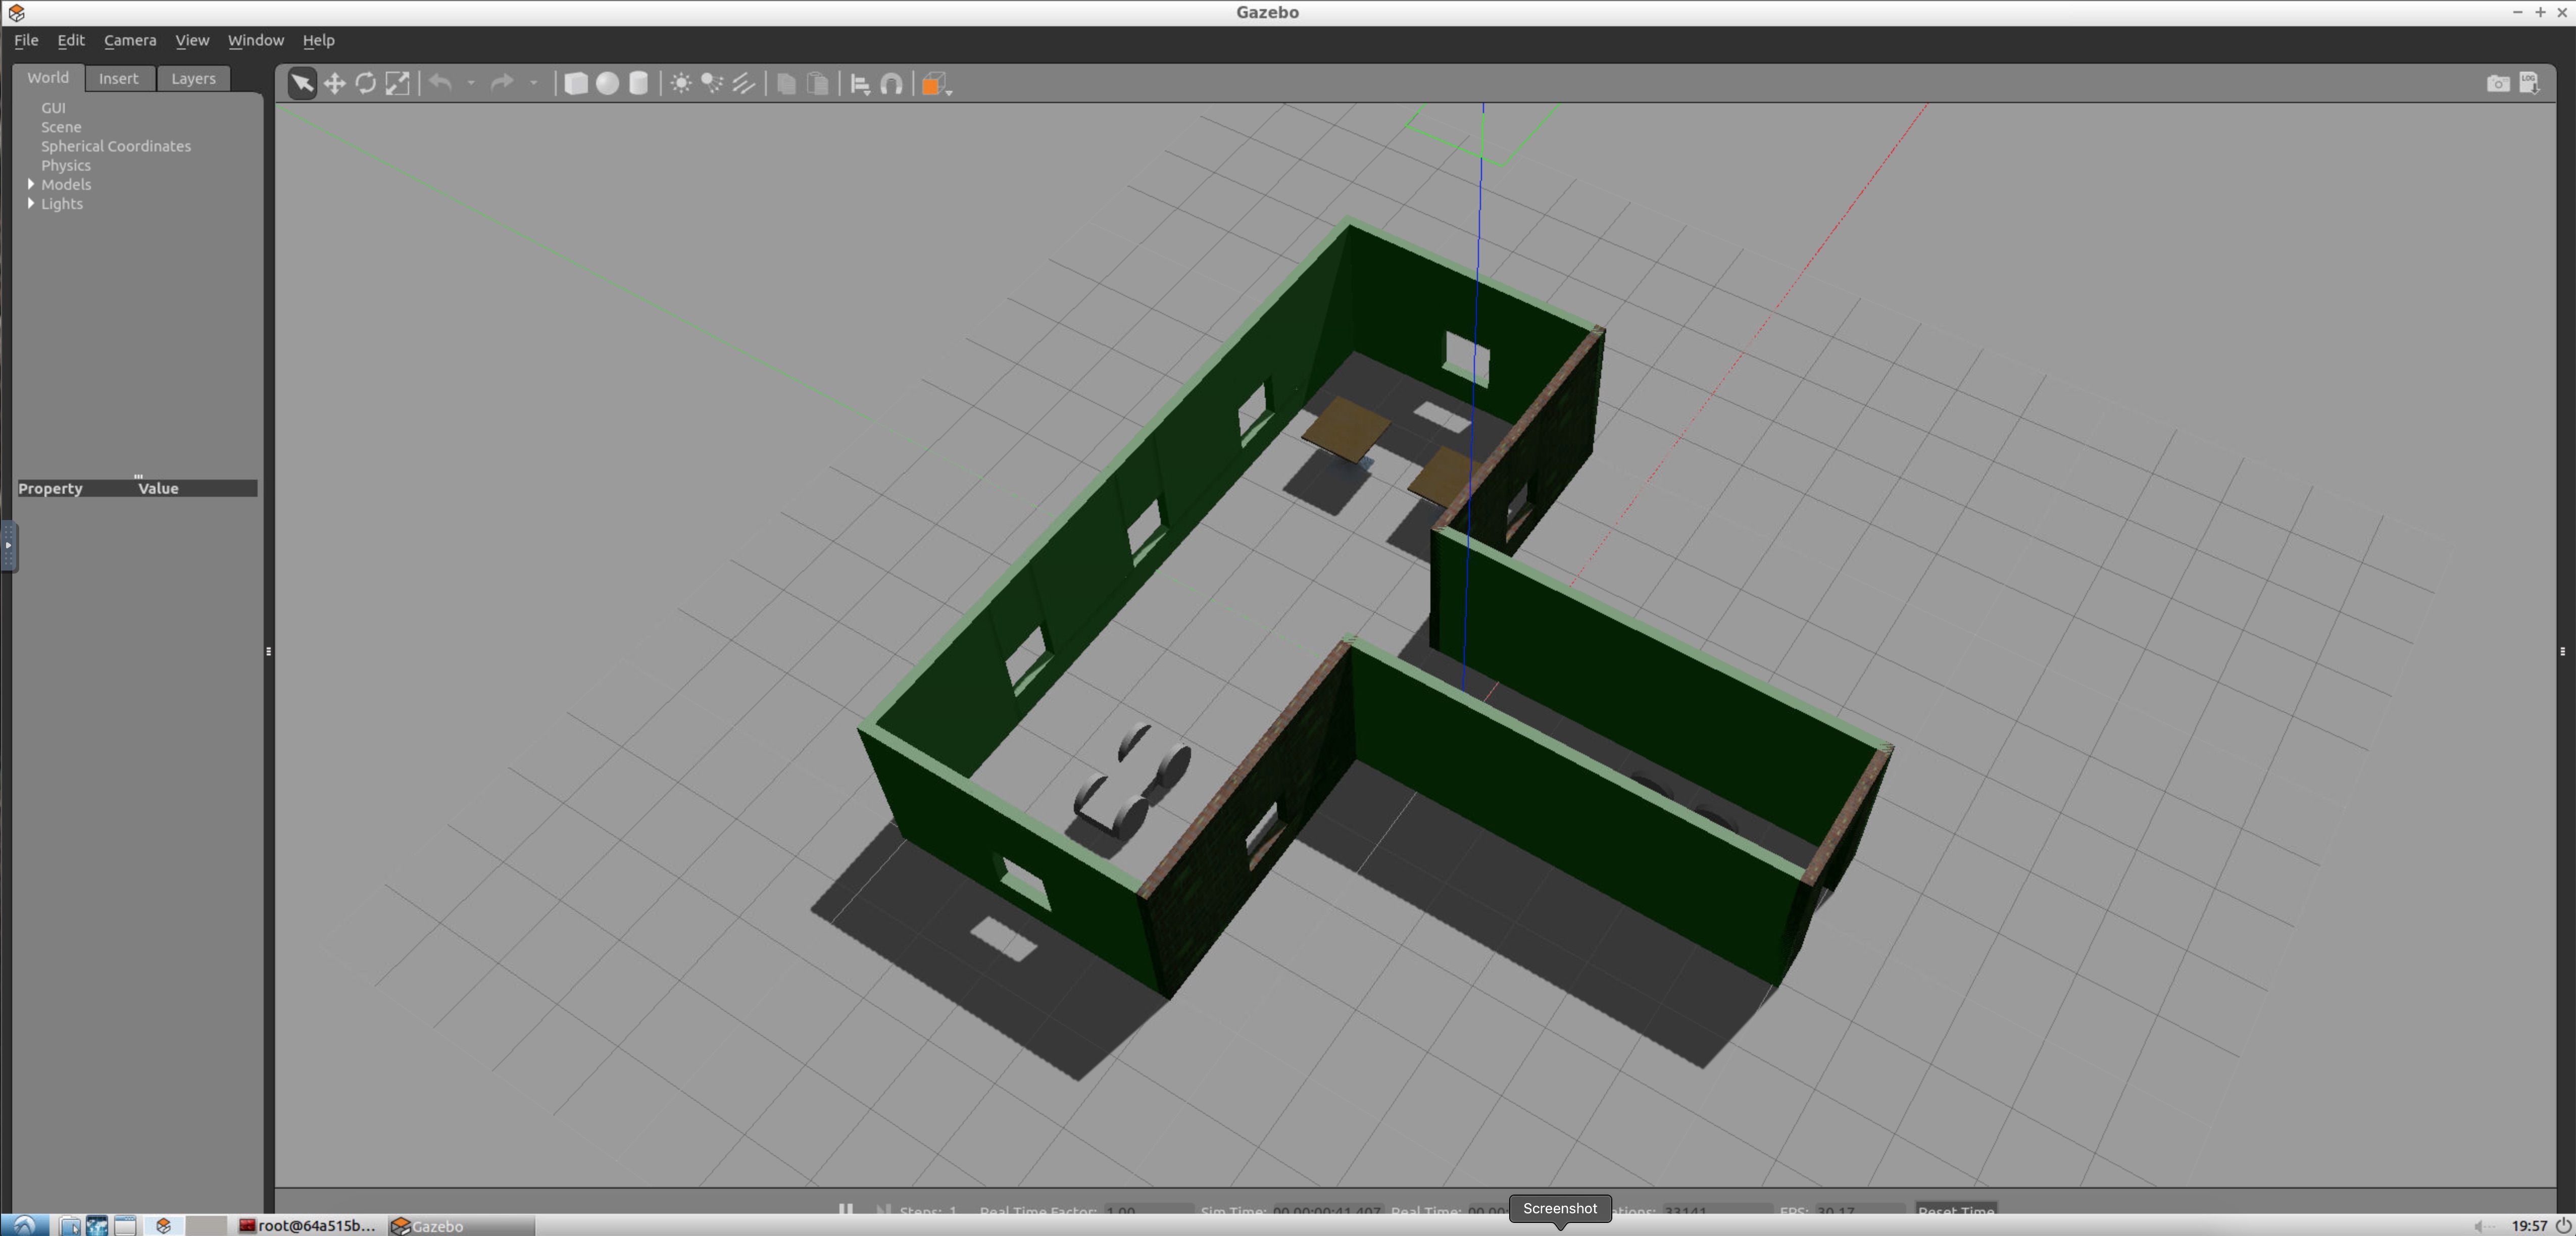 Gazebo
File Edit Camera View Window Help
World Insert Layers
GUI
Scene
Spherical Coordinates
Physics
Models
Lights
Property Value
LOG
Steps: 1 Real Time Factor: 1.00 Sim Time: 00 00:00:41.407 Real Time: 00 00: ations: 33141 FPS: 30.17 Reset Time
Screenshot
root@64a515b... Gazebo 19:57